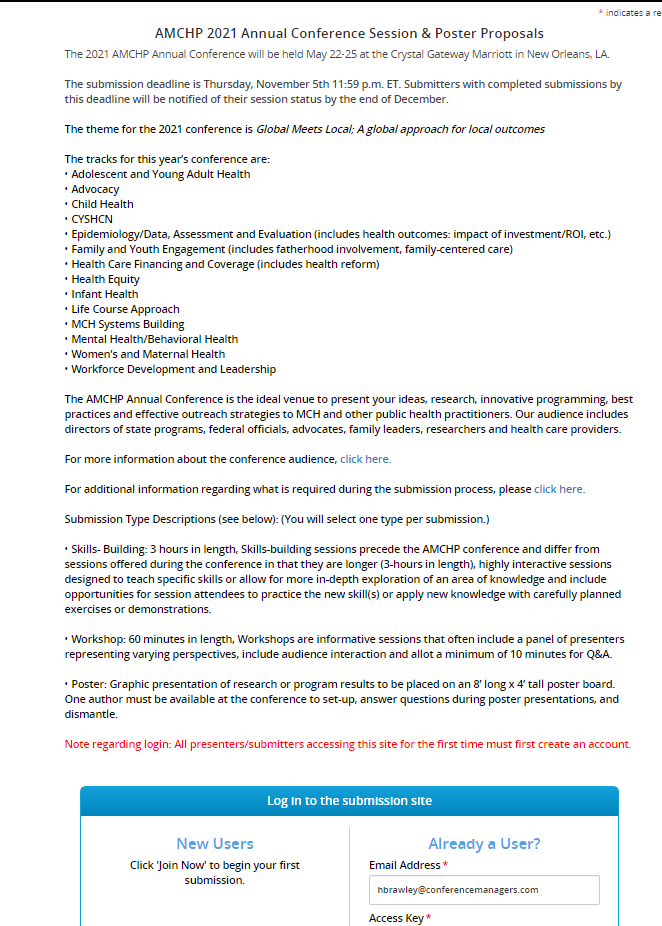 * indicates a re
AMCHP 2021 Annual Conference Session & Poster Proposals
The 2021 AMCHP Annual Conference will be held May 22-25 at the Crystal Gateway Marriott in New Orleans, LA.
The submission deadline is Thursday, November 5th 11:59 p.m. ET. Submitters with completed submissions by
this deadline will be notified of their session status by the end of December.
The theme for the 2021 conference is Global Meets Local; A global approach for local outcomes
The tracks for this year's conference are:
• Adolescent and Young Adult Health
• Advocacy
• Child Health
• CYSHCN
• Epidemiology/Data, Assessment and Evaluation (includes health outcomes: impact of investment/ROI, etc.)
• Family and Youth Engagement (includes fatherhood involvement, family-centered care)
• Health Care Financing and Coverage (includes health reform)
• Health Equity
• Infant Health
• Life Course Approach
• MCH Systems Building
• Mental Health/Behavioral Health
• Women's and Maternal Health
• Workforce Development and Leadership
The AMCHP Annual Conference is the ideal venue to present your ideas, research, innovative programming, best
practices and effective outreach strategies to MCH and other public health practitioners. Our audience includes
directors of state programs, federal officials, advocates, family leaders, researchers and health care providers.
For more information about the conference audience, click here.
For additional information regarding what is required during the submission process, please click here.
Submission Type Descriptions (see below): (You will select one type per submission.)
• Skills- Building: 3 hours in length, Skills-building sessions precede the AMCHP conference and differ from
sessions offered during the conference in that they are longer (3-hours in length), highly interactive sessions
designed to teach specific skills or allow for more in-depth exploration of an area of knowledge and include
opportunities for session attendees to practice the new skill(s) or apply new knowledge with carefully planned
exercises or demonstrations.
• Workshop: 60 minutes in length, Workshops are informative sessions that often include a panel of presenters
representing varying perspectives, include audience interaction and allot a minimum of 10 minutes for Q&A.
• Poster: Graphic presentation of research or program results to be placed on an 8' long x 4' tall poster board.
One author must be available at the conference to set-up, answer questions during poster presentations, and
dismantle.
Note regarding login: All presenters/submitters accessing this site for the first time must first create an account.
Log in to the submission site
New Users
Click 'Join Now' to begin your first
submission.
Already a User?
Email Address *
hbrawley@conferencemanagers.com
Access Key *